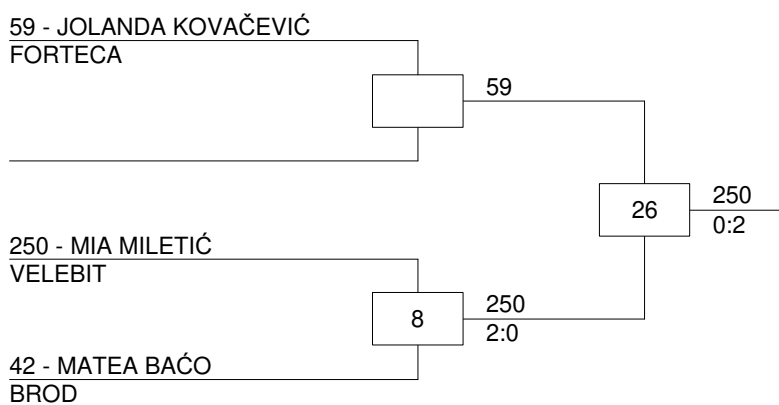 59 - JOLANDA KOVAČEVIĆ
FORTECA
59
250 - MIA MILETIĆ
VELEBIT
8
250
2:0
42 - MATEA BAĆO
BROD
26
250
0:2